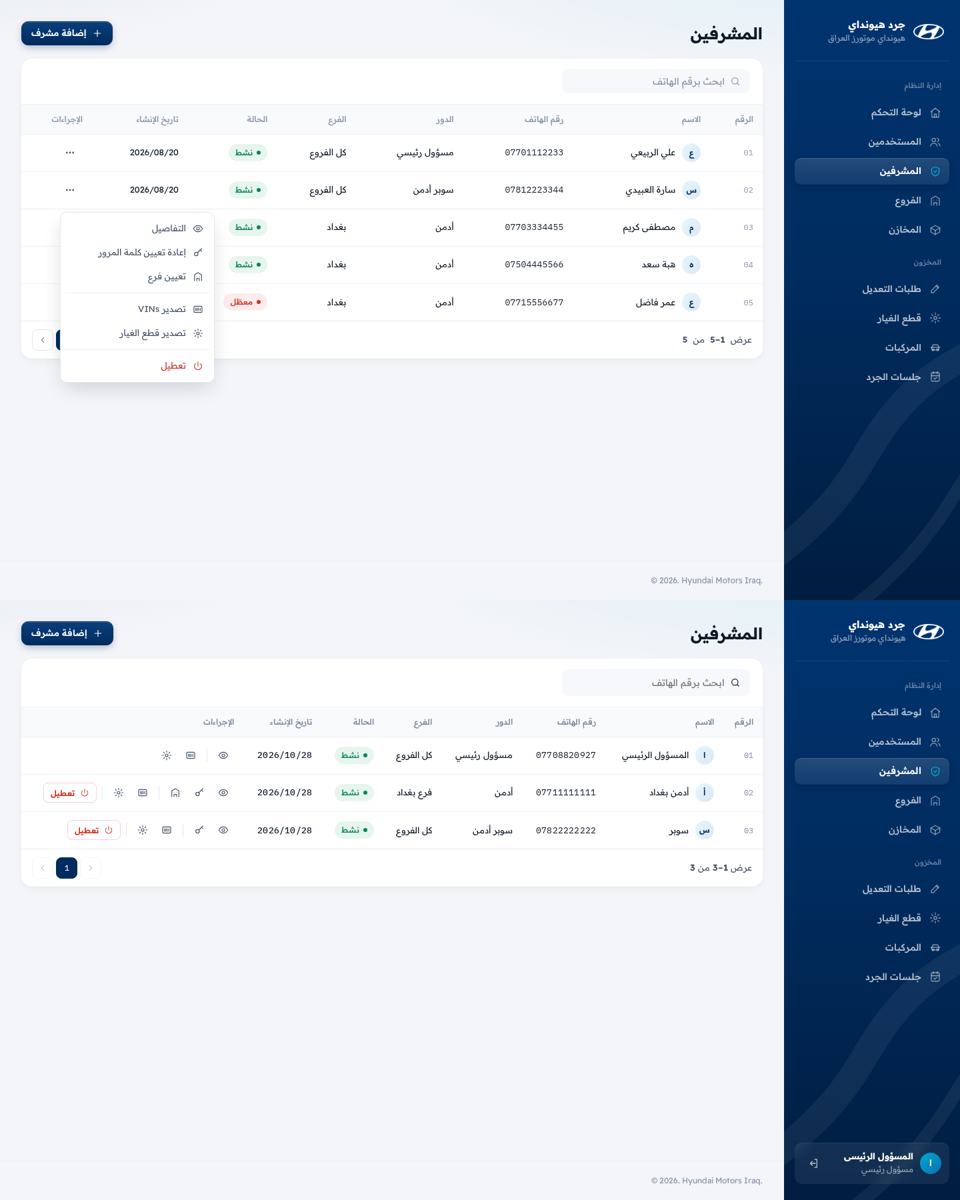 جرد هيونداي
هيونداي موتورز العراق
إدارة النظام
لوحة التحكم
المستخدمين
المشرفين
الفروع
المخازن
المخزون
طلبات التعديل
قطع الغيار
المركبات
جلسات الجرد
المشرفين
إضافة مشرف
ابحث برقم الهاتف
الرقم الاسم رقم الهاتف الدور الفرع الحالة تاريخ الإنشاء الإجراءات
01 ع علي الربيعي 07701112233 مسؤول رئيسي كل الفروع نشط 2026/08/20
02 س سارة العبيدي 07812223344 سوبر أدمن كل الفروع نشط 2026/08/20
03 م مصطفى كريم 07703334455 أدمن بغداد نشط
04 ه هبة سعد 07504445566 أدمن بغداد نشط
05 ع عمر فاضل 07715556677 أدمن بغداد معطّل
التفاصيل
إعادة تعيين كلمة المرور
تعيين فرع
تصدير VINs
تصدير قطع الغيار
تعطيل
عرض 1–5 من 5
© 2026. Hyundai Motors Iraq.
جرد هيونداي
هيونداي موتورز العراق
إدارة النظام
لوحة التحكم
المستخدمين
المشرفين
الفروع
المخازن
المخزون
طلبات التعديل
قطع الغيار
المركبات
جلسات الجرد
ا المسؤول الرئيسي
مسؤول رئيسي
المشرفين
إضافة مشرف
ابحث برقم الهاتف
الرقم الاسم رقم الهاتف الدور الفرع الحالة تاريخ الإنشاء الإجراءات
01 ا المسؤول الرئيسي 07708820927 مسؤول رئيسي كل الفروع نشط 2026/10/28
02 أ أدمن بغداد 07711111111 أدمن فرع بغداد نشط 2026/10/28 تعطيل
03 س سوبر 07822222222 سوبر أدمن كل الفروع نشط 2026/10/28 تعطيل
عرض 1–3 من 3
1
© 2026. Hyundai Motors Iraq.